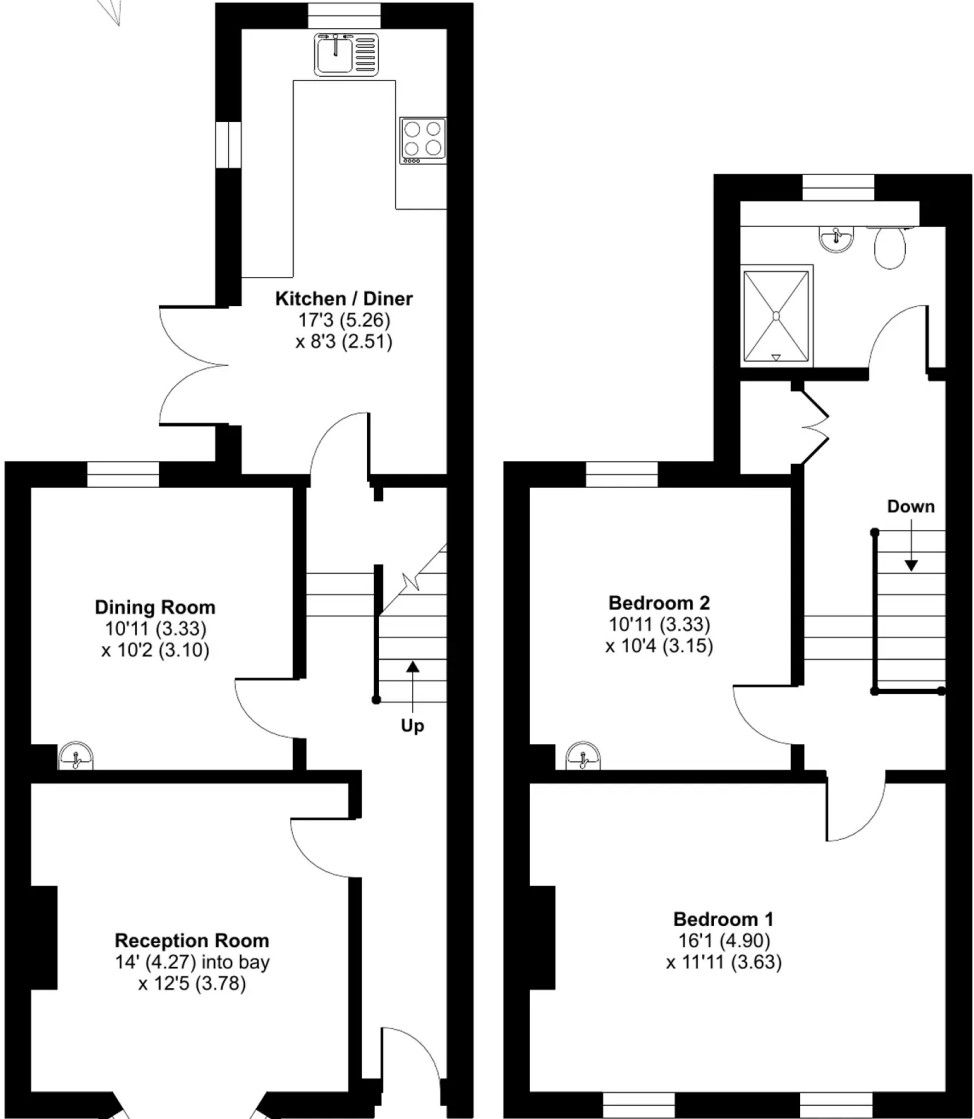 Kitchen / Diner
17'3 (5.26)
x 8'3 (2.51)
Dining Room
10'11 (3.33)
x 10'2 (3.10)
Up
Reception Room
14' (4.27) into bay
x 12'5 (3.78)
Down
Bedroom 2
10'11 (3.33)
x 10'4 (3.15)
Bedroom 1
16'1 (4.90)
x 11'11 (3.63)